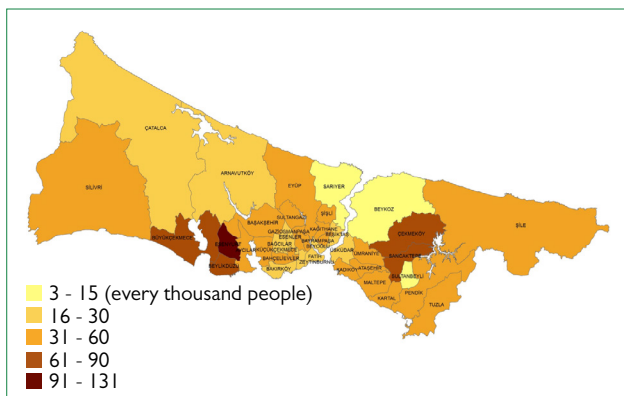 ÇATALCA
SİLİVRİ
ARNAVUTKÖY
EYÜP
SARIYER
BEYKOZ
ŞİLE
ÇEKMEKÖY
SANCAKTEPE
SULTANBEYLİ
BÜYÜKÇEKMECE
BEYLİKDÜZÜ
BAŞAKŞEHİR
SULTANGAZİ
GAZİOSMANPAŞA
ESENLER
KAĞITHANE
ŞİŞLİ
BEŞİKTAŞ
BAYRAMPAŞA
BEYOĞLU
BAĞCILAR
KÜÇÜKÇEKMECE
BAHÇELİEVLER
BAKIRKÖY
FATİH
ZEYTİNBURNU
ÜSKÜDAR
ÜMRANİYE
KADIKÖY
ATAŞEHİR
MALTEPE
KARTAL
PENDİK
TUZLA
3 - 15 (every thousand people)
16 - 30
31 - 60
61 - 90
91 - 131